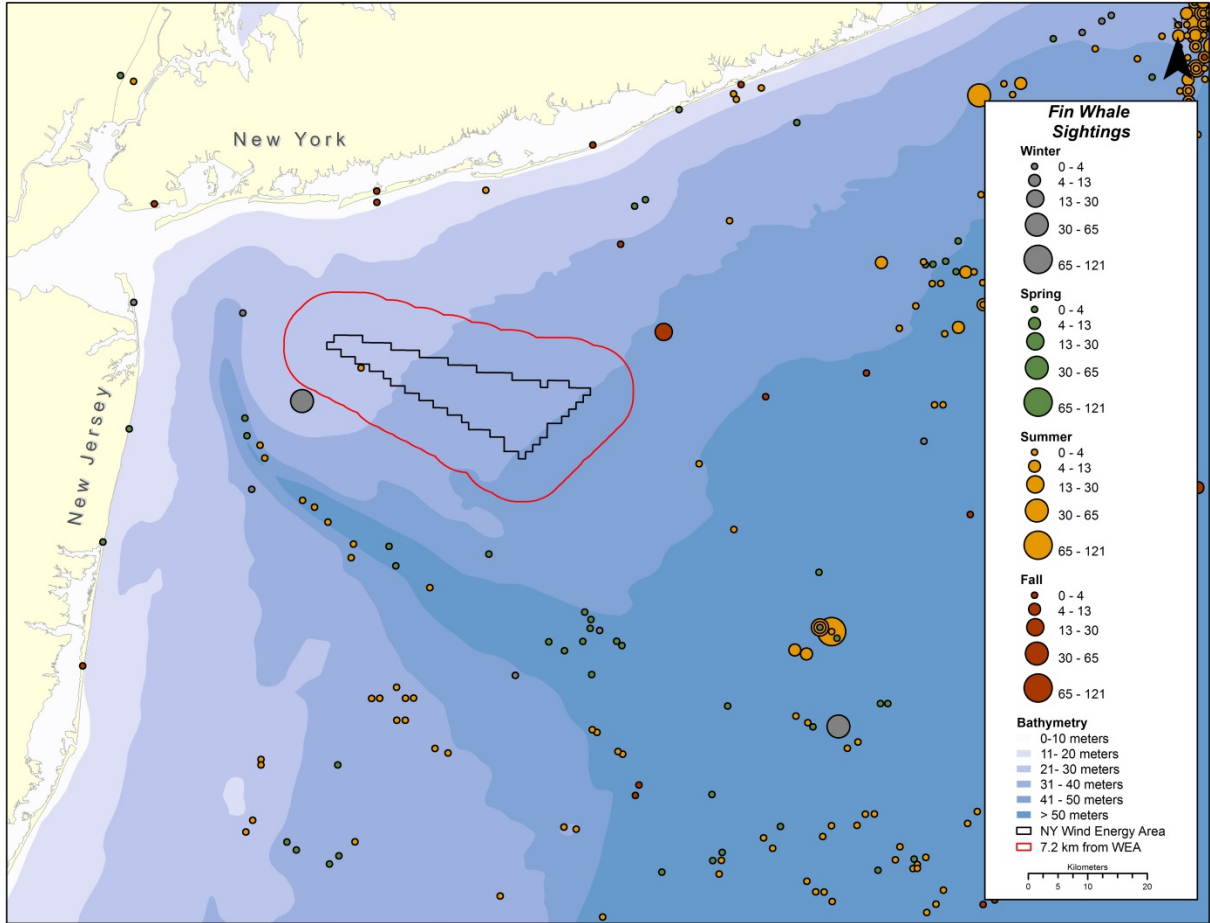 New York
New Jersey
Fin Whale
Sightings
Winter
0 - 4
4 - 13
13 - 30
30 - 65
65 - 121
Spring
0 - 4
4 - 13
13 - 30
30 - 65
65 - 121
Summer
0 - 4
4 - 13
13 - 30
30 - 65
65 - 121
Fall
0 - 4
4 - 13
13 - 30
30 - 65
65 - 121
Bathymetry
0-10 meters
11- 20 meters
21- 30 meters
31 - 40 meters
41 - 50 meters
> 50 meters
NY Wind Energy Area
7.2 km from WEA
Kilometers
0 5 10 20